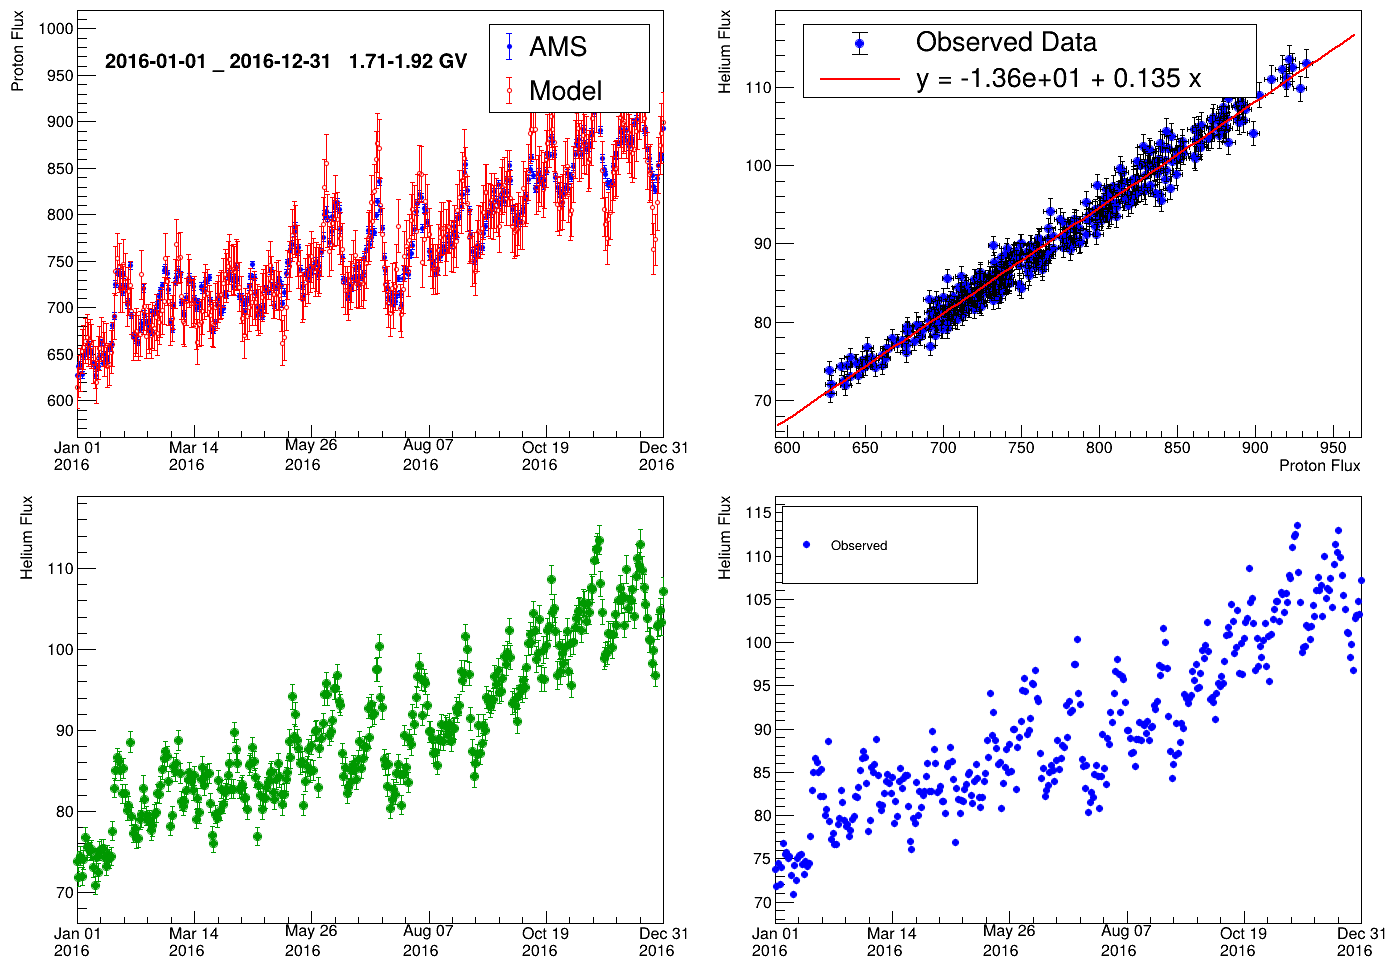 Proton Flux
1000
950
900
850
800
750
700
650
600
2016-01-01 _ 2016-12-31 1.71-1.92 GV
AMS
Model
Jan 01 Mar 14 May 26 Aug 07 Oct 19 Dec 31
2016 2016 2016 2016 2016 2016
Helium Flux
110
100
90
80
70
Observed Data
y = -1.36e+01 + 0.135 x
600 650 700 750 800 850 900 950
Proton Flux
Helium Flux
110
100
90
80
70
Jan 01 Mar 14 May 26 Aug 07 Oct 19 Dec 31
2016 2016 2016 2016 2016 2016
Helium Flux
115
110
105
100
95
90
85
80
75
70
Observed
Jan 01 Mar 14 May 26 Aug 07 Oct 19 Dec 31
2016 2016 2016 2016 2016 2016